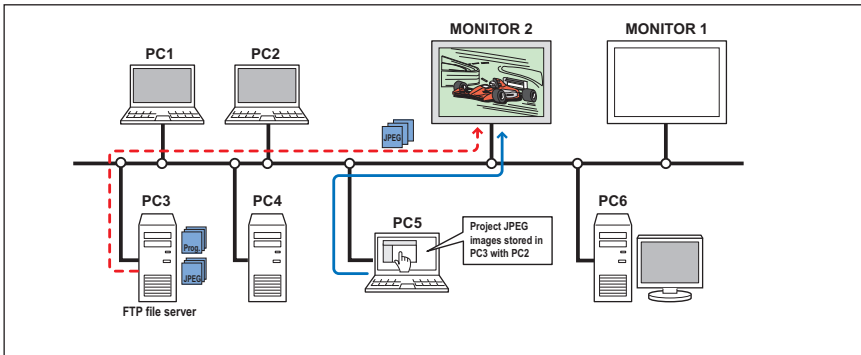 MONITOR 2
MONITOR 1
PC1
PC2
JPEG
PC3
PC4
PC5
PC6
Project JPEG
images stored in
PC3 with PC2
Prog.
JPEG
FTP file server